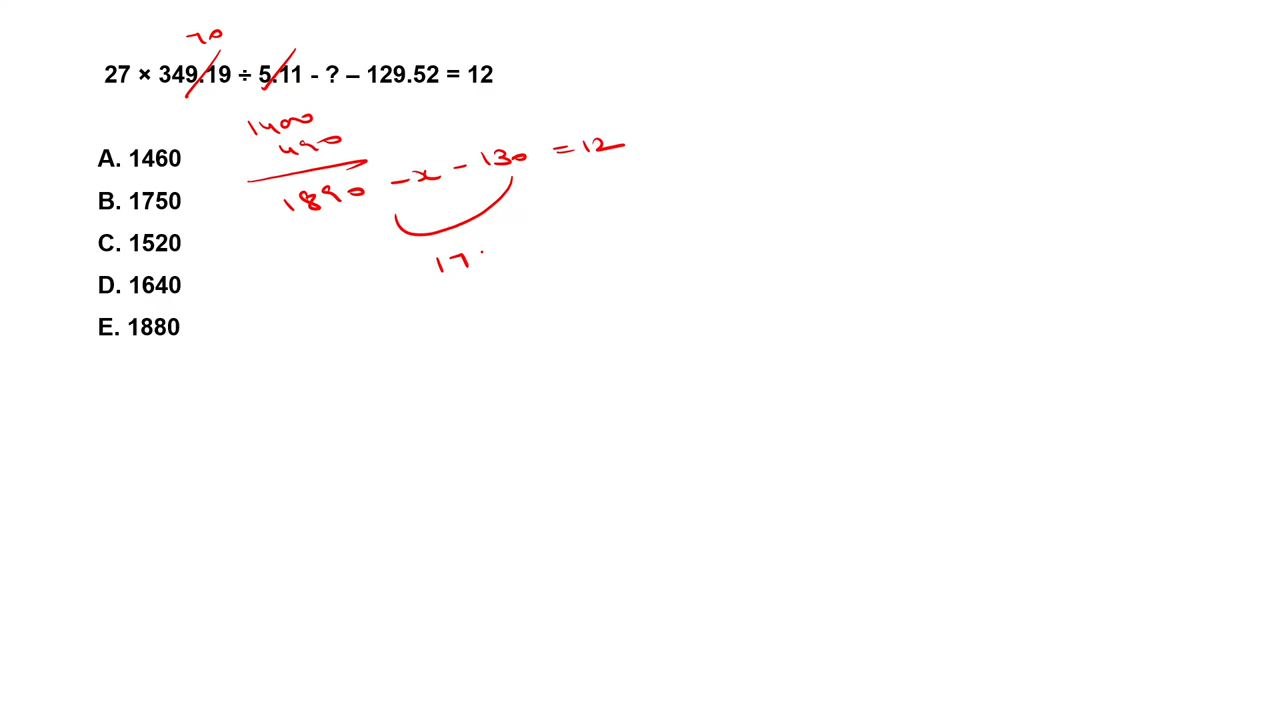 70
27 × 349.19 ÷ 5.11 - ? – 129.52 = 12
1400
490
1890 - x - 130 = 12
17.
A. 1460
B. 1750
C. 1520
D. 1640
E. 1880